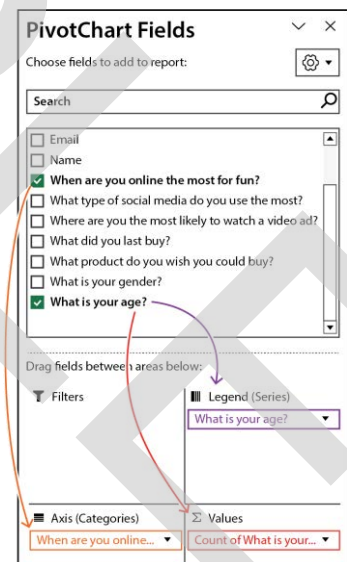 PivotChart Fields
Choose fields to add to report:
Search
Email
Name
When are you online the most for fun?
What type of social media do you use the most?
Where are you the most likely to watch a video ad?
What did you last buy?
What product do you wish you could buy?
What is your gender?
What is your age?
Drag fields between areas below:
Filters
Legend (Series)
What is your age?
Axis (Categories)
Σ Values
When are you online...
Count of What is your...